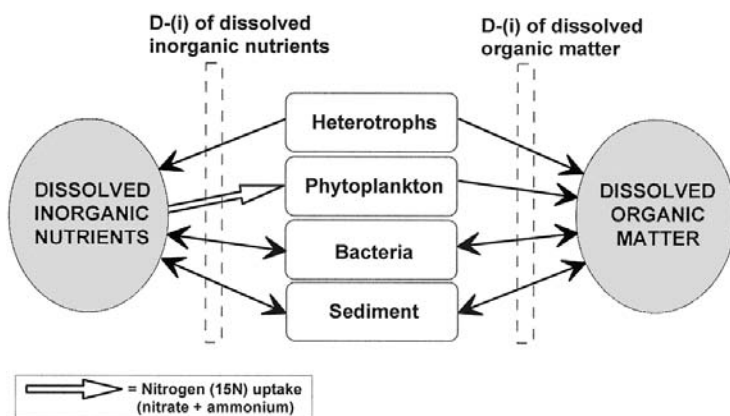 D-(i) of dissolved
inorganic nutrients
D-(i) of dissolved
organic matter
Heterotrophs
Phytoplankton
Bacteria
Sediment
DISSOLVED
INORGANIC
NUTRIENTS
DISSOLVED
ORGANIC
MATTER
= Nitrogen (15N) uptake
(nitrate + ammonium)